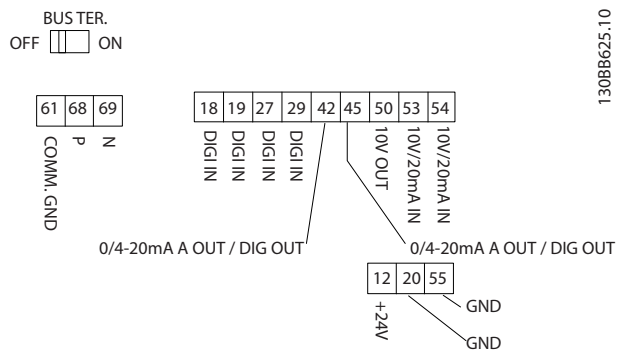 BUS TER.
OFF ON
130BB625.10
61 68 69
COMM. GND
P
N
18 19 27 29 42 45 50 53 54
DIGI IN
DIGI IN
DIGI IN
DIGI IN
10V OUT
10V/20mA IN
10V/20mA IN
0/4-20mA A OUT / DIG OUT
0/4-20mA A OUT / DIG OUT
12 20 55
+24V
GND
GND